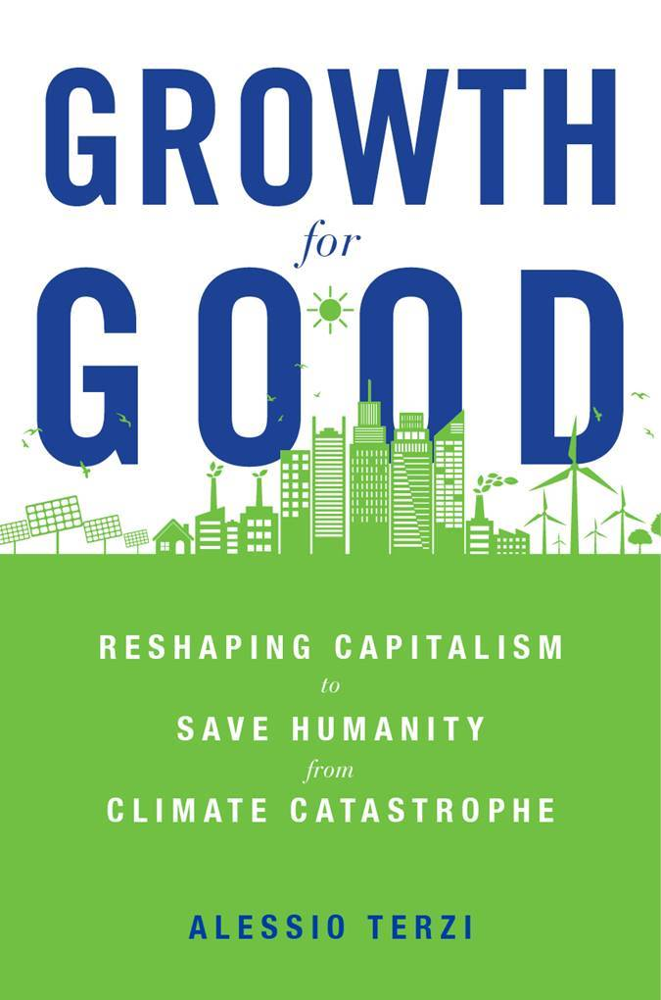 GROWTH
for
GOOD
RESHAPING CAPITALISM
to
SAVE HUMANITY
from
CLIMATE CATASTROPHE
ALESSIO TERZI